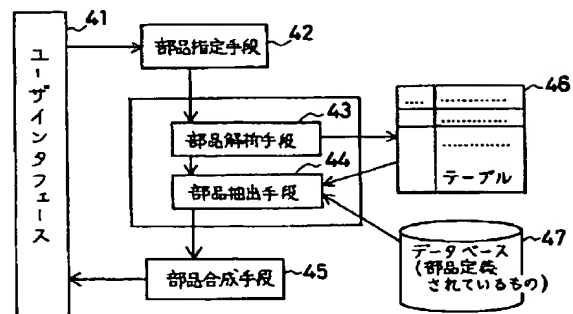 41
ユーザインタフェース
部品指定手段
42
43
部品解析手段
44
部品抽出手段
部品合成手段
45
46
テーブル
47
データベース
(部品定義
されているもの)